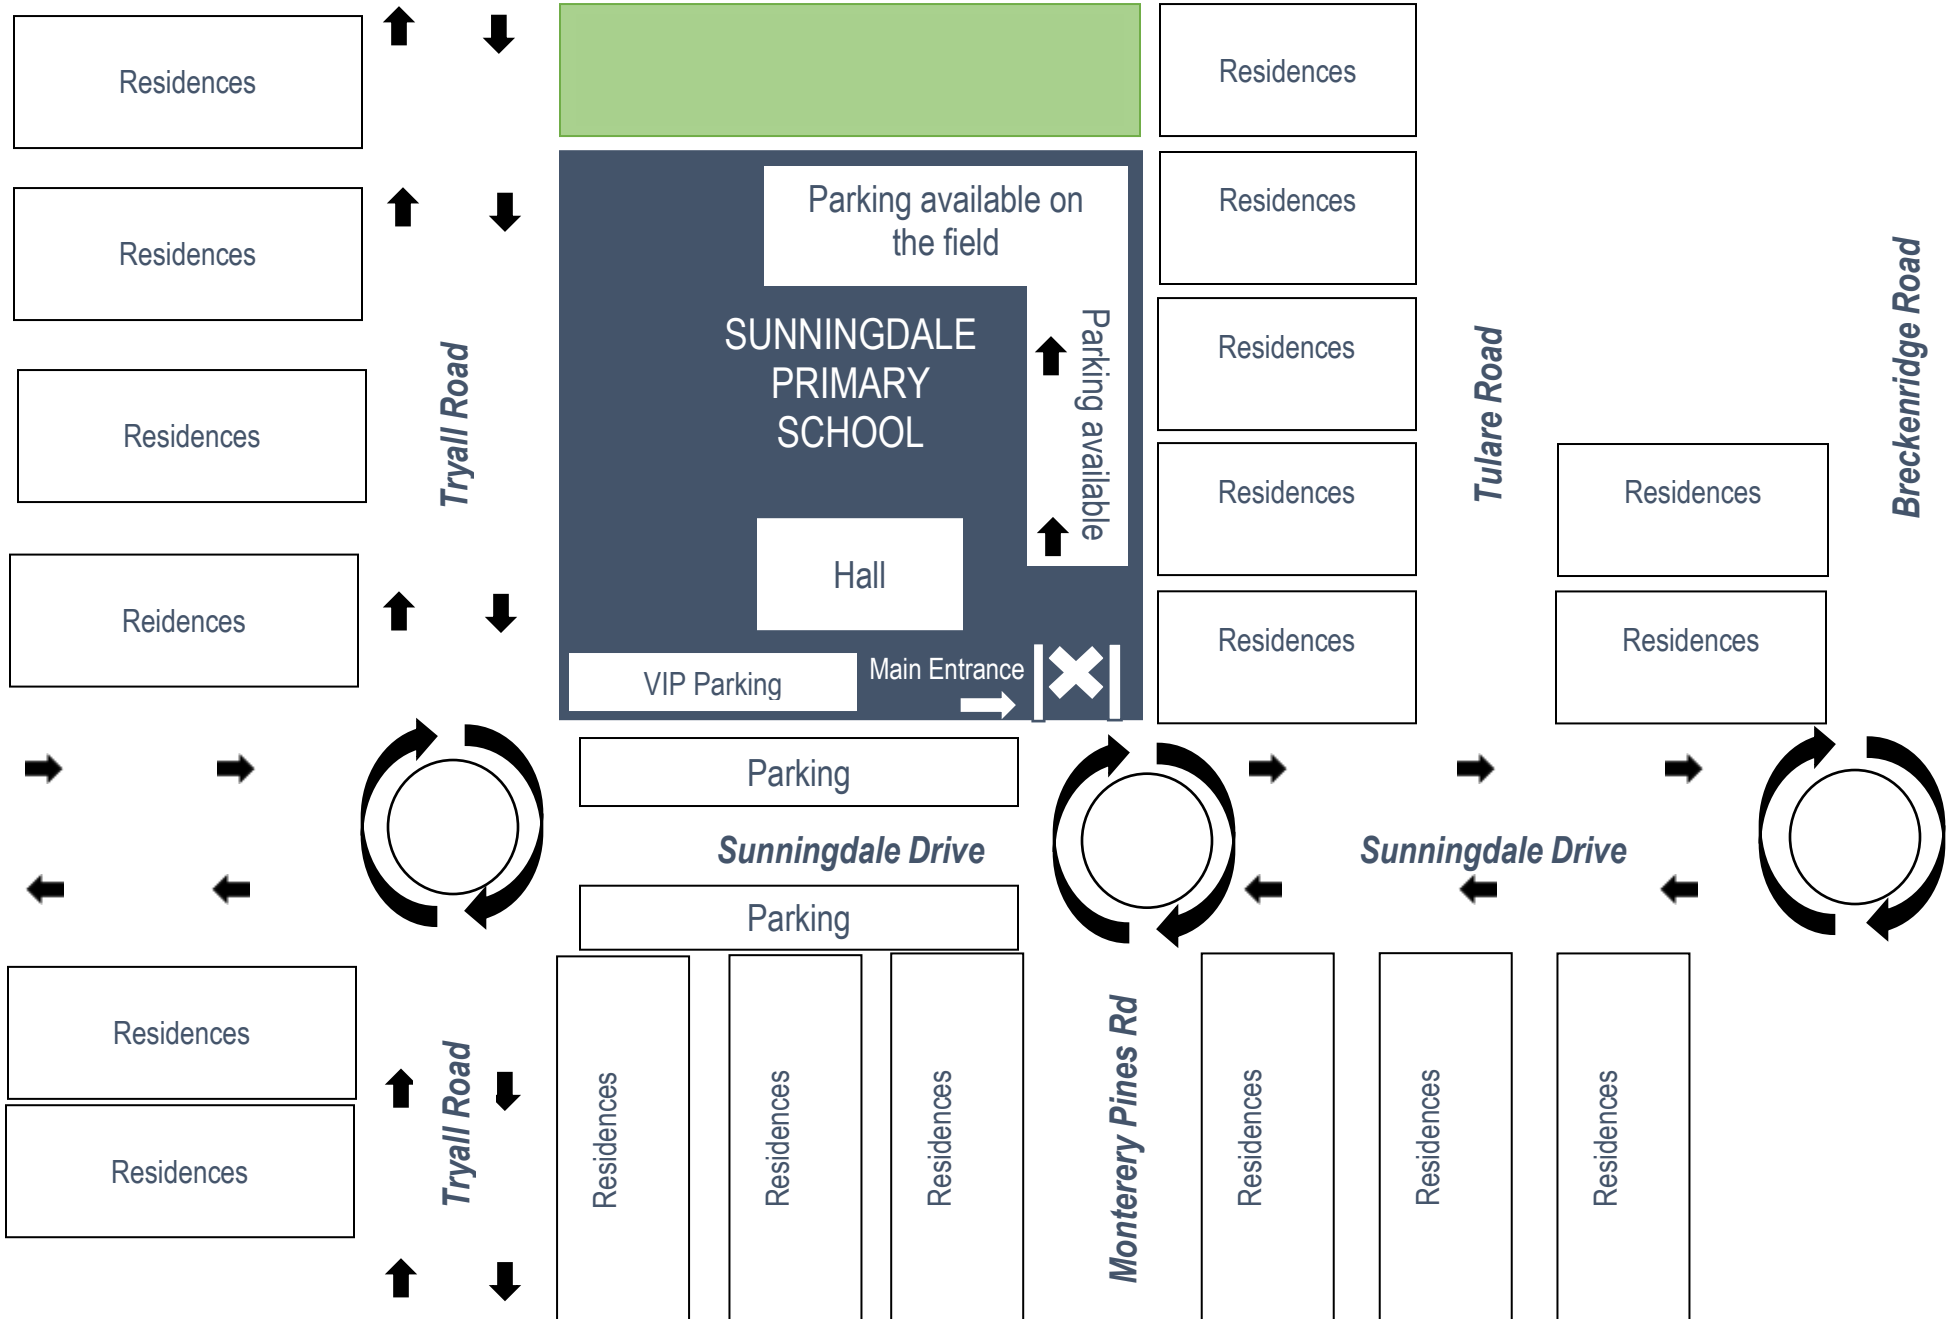 Residences
Residences
Residences
Reidences
Tryall Road
Parking available on
the field
Parking available
SUNNINGDALE
PRIMARY
SCHOOL
Hall
VIP Parking
Main Entrance
Residences
Residences
Residences
Residences
Residences
Tulare Road
Residences
Residences
Breckenridge Road
Parking
Sunningdale Drive
Sunningdale Drive
Parking
Residences
Residences
Tryall Road
Residences
Residences
Residences
Monterery Pines Rd
Residences
Residences
Residences